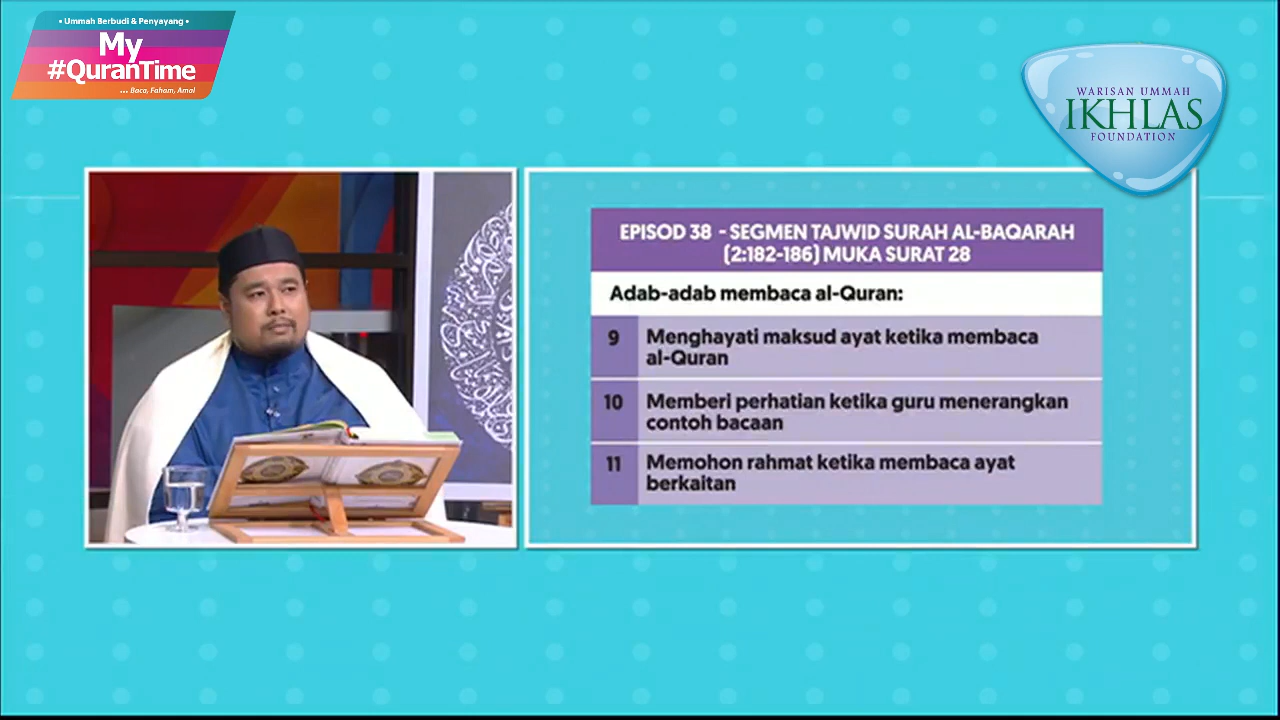 • Ummah Berbudi & Penyayang •
My
#QuranTime
... Baca, Faham, Amal
WARISAN UMMAH
IKHLAS
FOUNDATION
EPISOD 38 - SEGMEN TAJWID SURAH AL-BAQARAH
(2:182-186) MUKA SURAT 28
Adab-adab membaca al-Quran:
9 Menghayati maksud ayat ketika membaca
al-Quran
10 Memberi perhatian ketika guru menerangkan
contoh bacaan
11 Memohon rahmat ketika membaca ayat
berkaitan